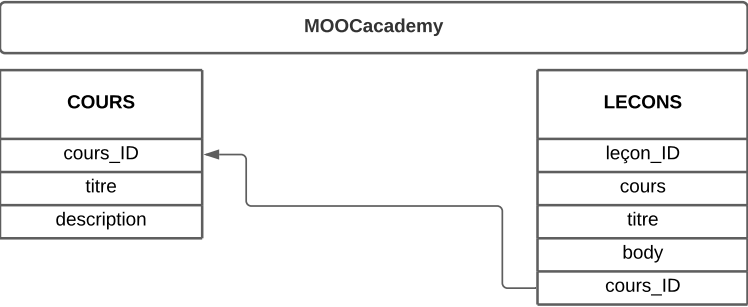 MOOCacademy
COURS
cours_ID
titre
description
LECONS
leçon_ID
cours
titre
body
cours_ID